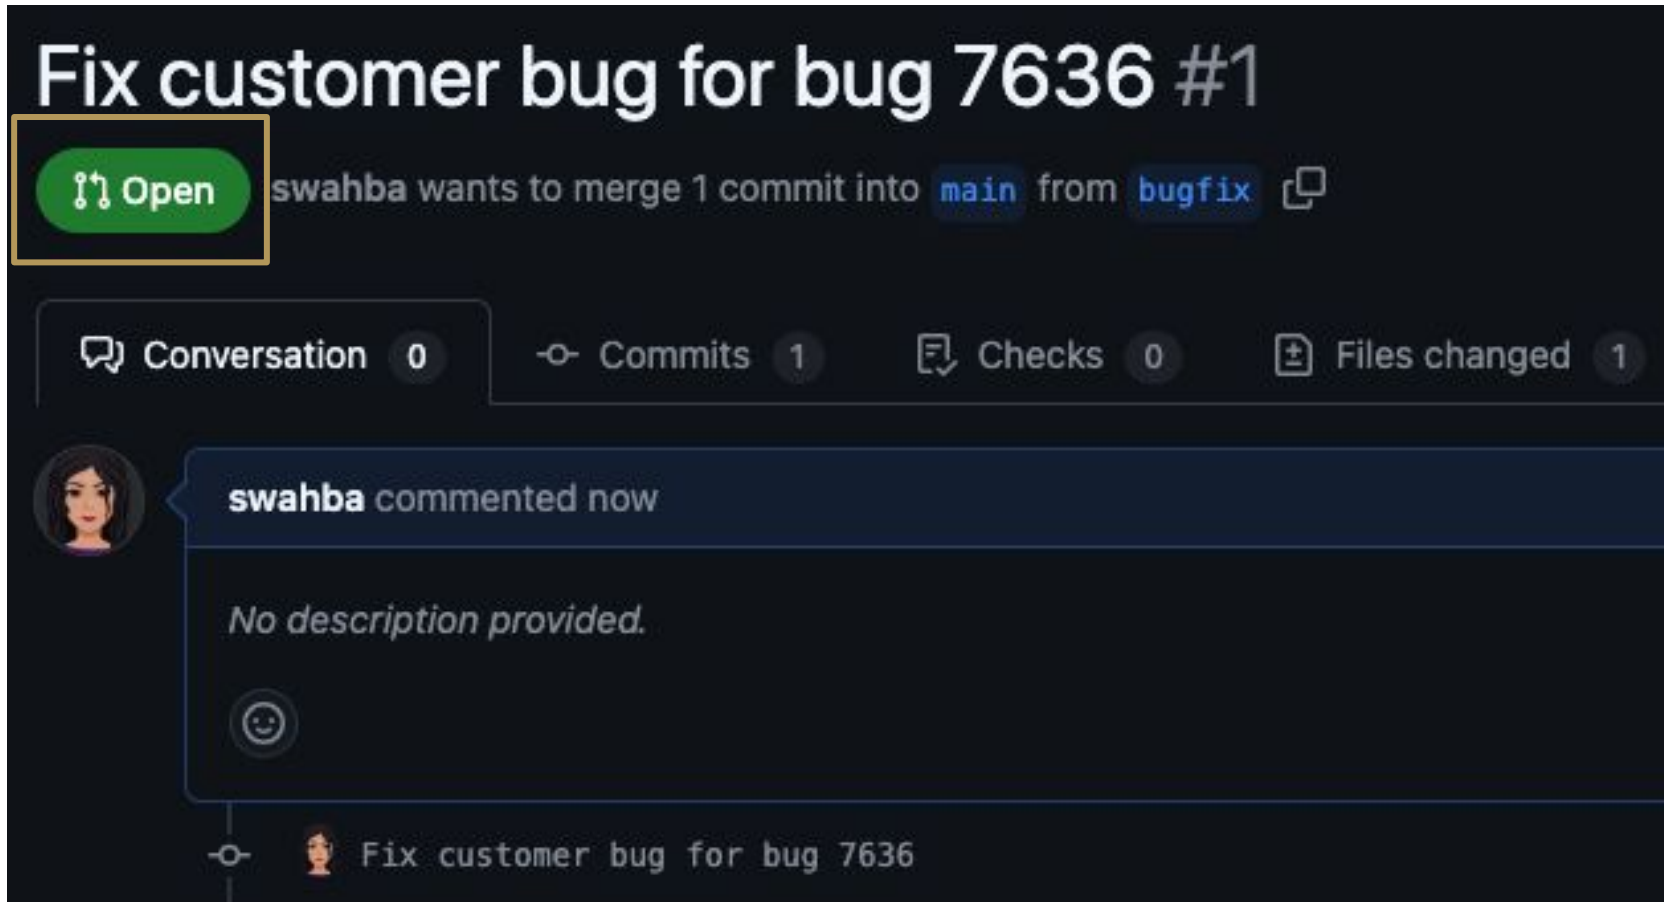 Fix customer bug for bug 7636 #1
Open swahba wants to merge 1 commit into main from bugfix
Conversation 0 Commits 1 Checks 0 Files changed 1
swahba commented now
No description provided.
Fix customer bug for bug 7636